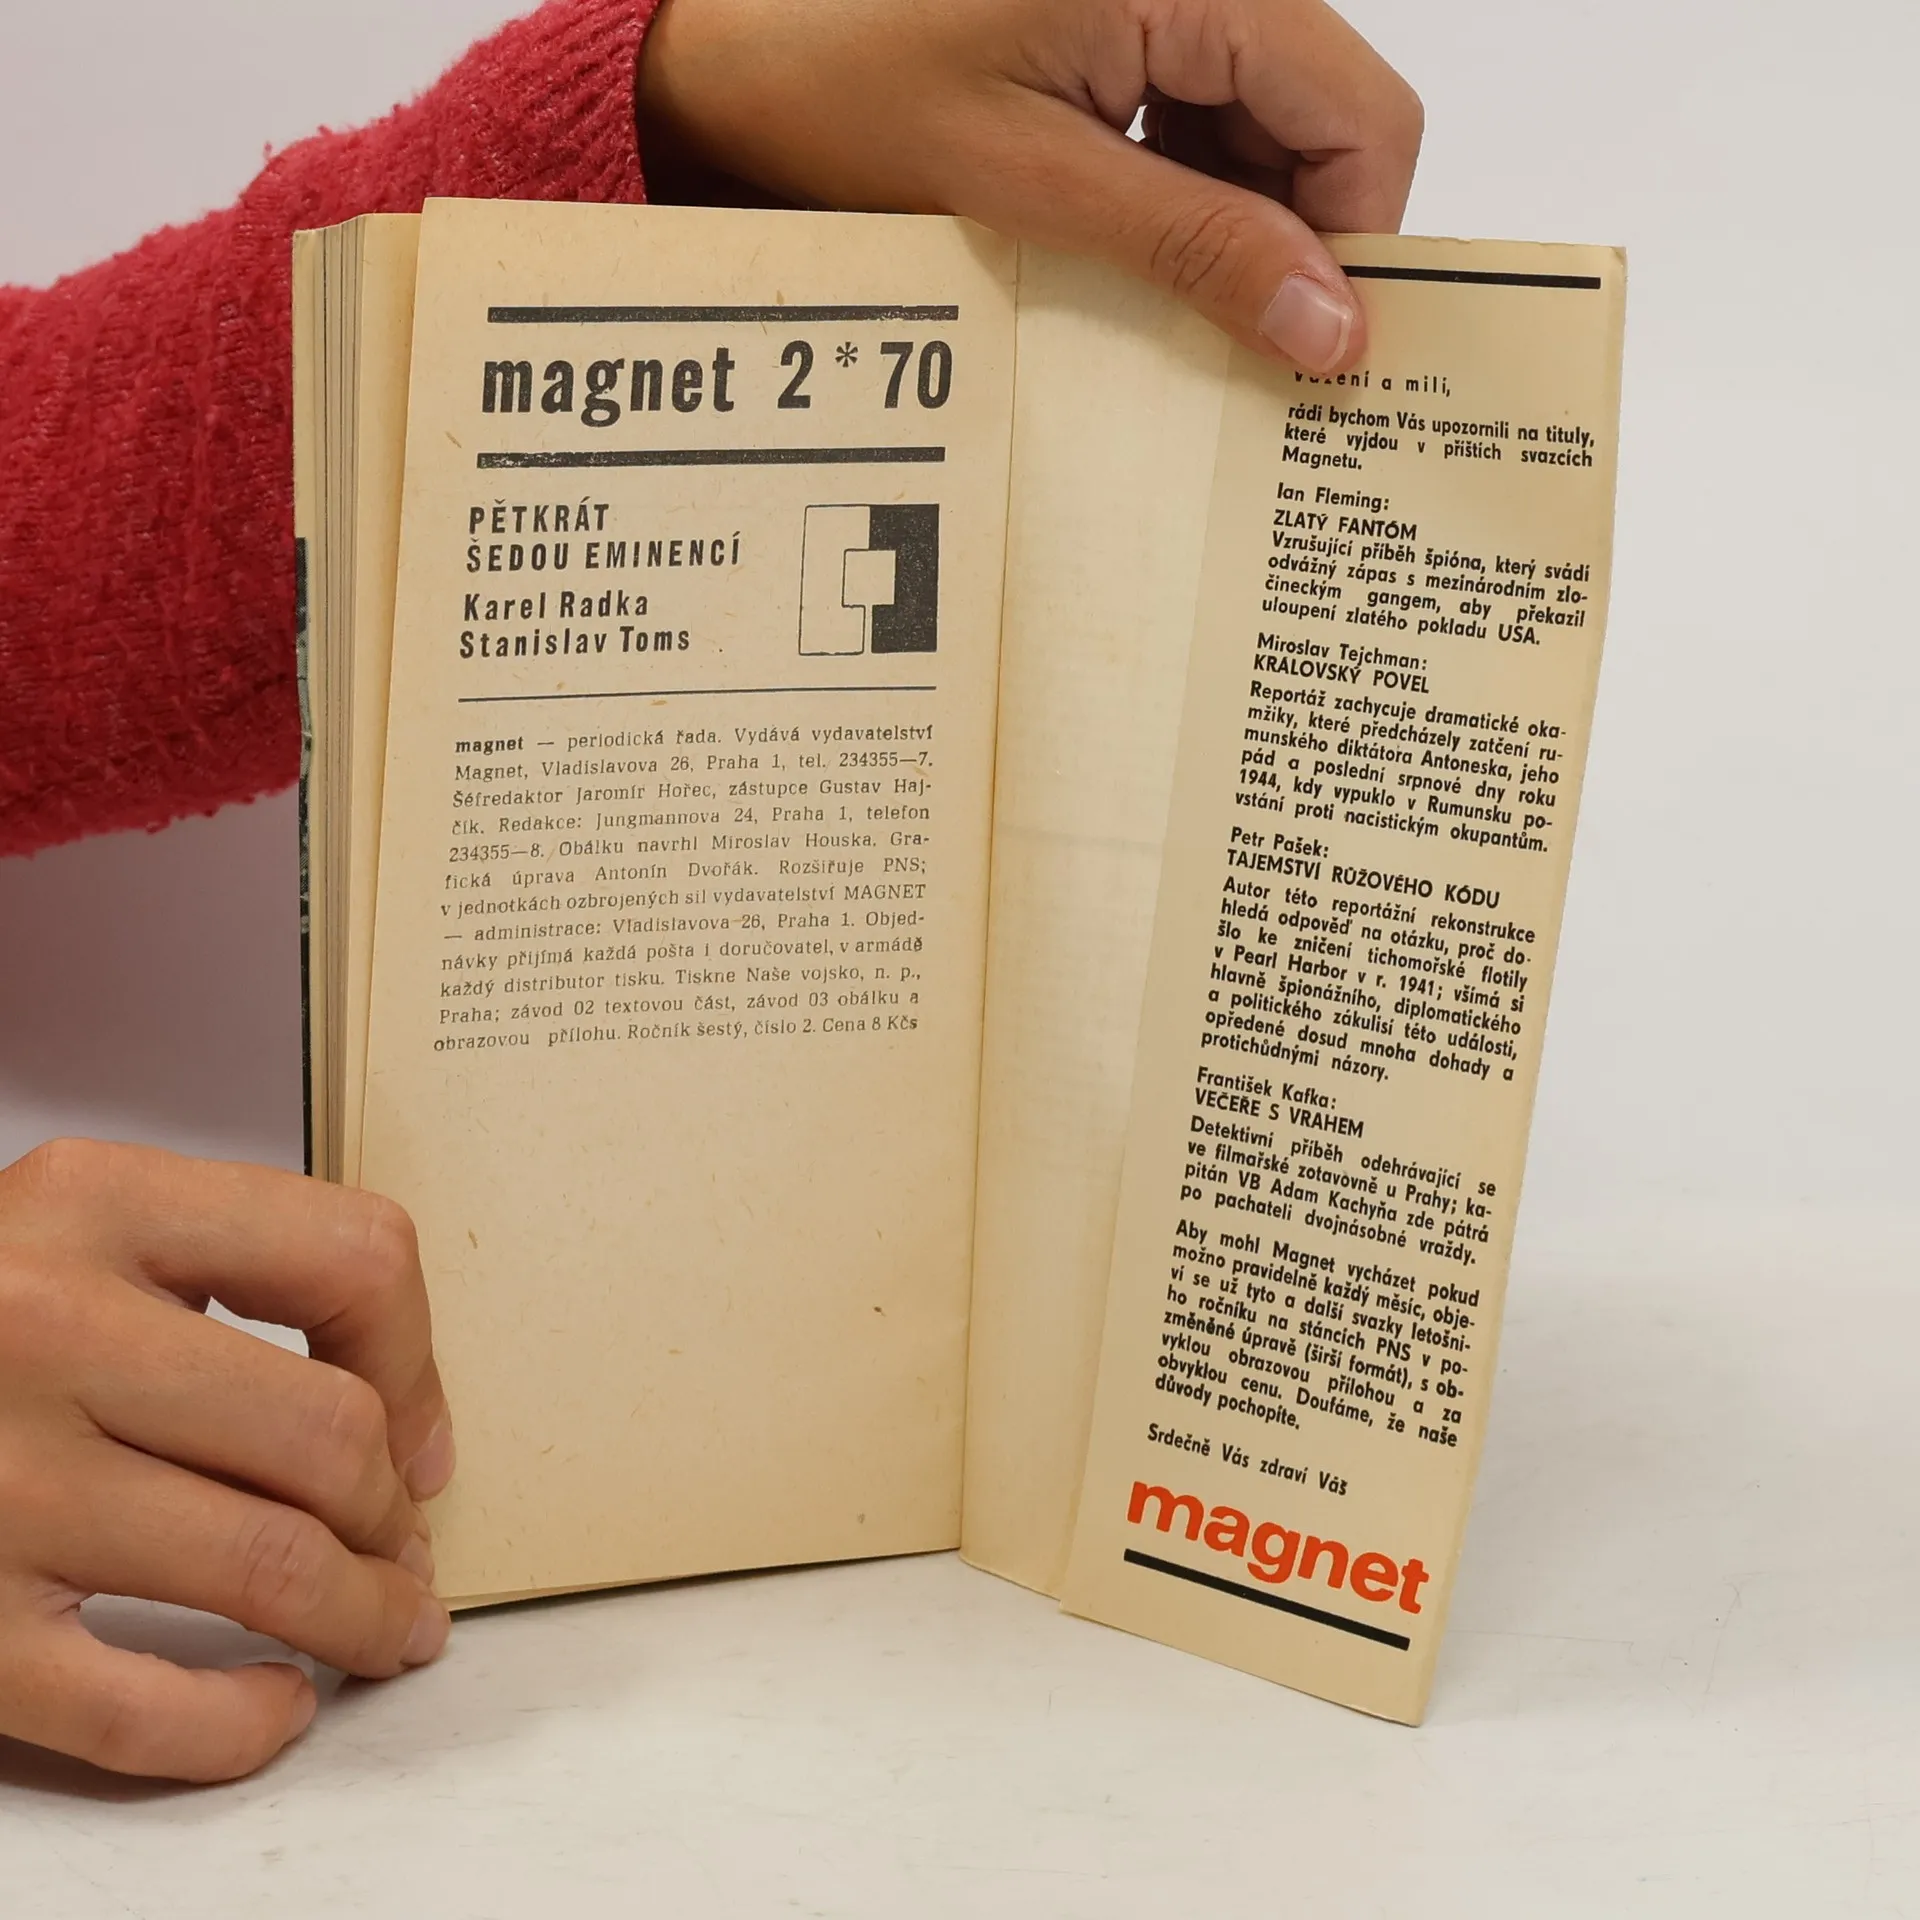 magnet 2 * 70
PĚTKRÁT
ŠEDOU EMINENCÍ
Karel Radka
Stanislav Toms
magnet — periodická řada. Vydává vydavatelství
Magnet, Vladislavova 26, Praha 1, tel. 234355—7.
Šéfredaktor Jaromír Hořec, zástupce Gustav Haj-
čík. Redakce: Jungmannova 24, Praha 1, telefon
234355—8. Obálku navrhl Miroslav Houska. Gra-
fická úprava Antonín Dvořák. Rozšiřuje PNS;
v jednotkách ozbrojených sil vydavatelství MAGNET
— administrace: Vladislavova 26, Praha 1. Objed-
návky přijímá každá pošta i doručovatel, v armádě
každý distributor tisku. Tiskne Naše vojsko, n. p.,
Praha; závod 02 textovou část, závod 03 obálku a
obrazovou přílohu. Ročník šestý, číslo 2. Cena 8 Kčs
a milí,
rádi bychom Vás upozornili na tituly,
které vyjdou v příštích svazcích
Magnetu.
Ian Fleming:
ZLATÝ FANTÓM
Vzrušující příběh špióna, který svádí
odvážný zápas s mezinárodním zlo-
čineckým gangem, aby překazil
uloupení zlatého pokladu USA.
Miroslav Tejchman:
KRÁLOVSKÝ POVEL
Reportáž zachycuje dramatické oka-
mžiky, které předcházely zatčení ru-
munského diktátora Antoneska, jeho
pád a poslední srpnové dny roku
1944, kdy vypuklo v Rumunsku po-
vstání proti nacistickým okupantům.
Petr Pašek:
TAJEMSTVÍ RŮŽOVÉHO KÓDU
Autor této reportážní rekonstrukce
hledá odpověď na otázku, proč do-
šlo ke zničení tichomořské flotily
v Pearl Harbor v r. 1941; všímá si
hlavně špionážního, diplomatického
a politického zákulisí této události,
opředené dosud mnoha dohady a
protichůdnými názory.
František Kafka:
VEČEŘE S VRAHEM
Detektivní příběh odehrávající se
ve filmařské zotavovně u Prahy; ka-
pitán VB Adam Kachyňa zde pátrá
po pachateli dvojnásobné vraždy.
Aby mohl Magnet vycházet pokud
možno pravidelně každý měsíc, obje-
ví se už tyto a další svazky letošní-
ho ročníku na stáncích PNS v po-
změněné úpravě (širší formát), s ob-
vyklou obrazovou přílohou a za
obvyklou cenu. Doufáme, že naše
důvody pochopíte.
Srdečně Vás zdraví Váš
magnet